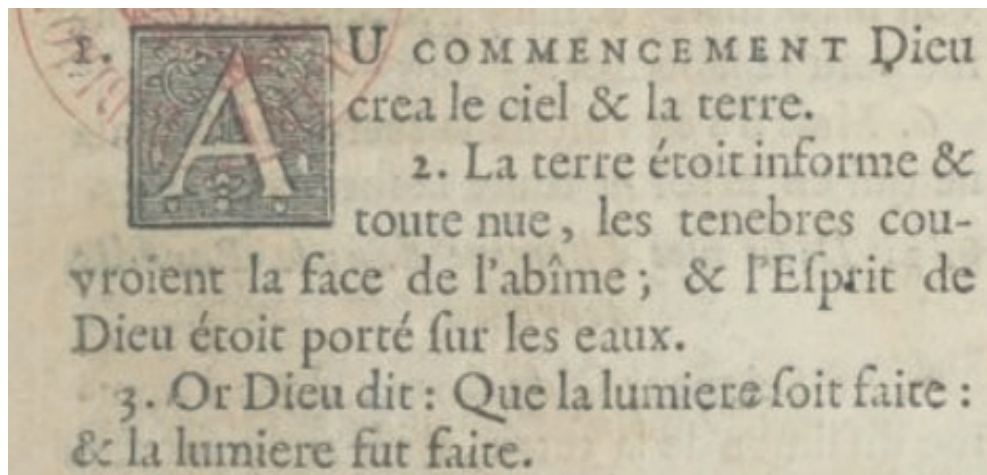 1. AU COMMENCEMENT Dieu
crea le ciel & la terre.
2. La terre étoit informe &
toute nue, les tenebres cou-
vroient la face de l'abîme; & l'Eſprit de
Dieu étoit porté ſur les eaux.
3. Or Dieu dit: Que la lumiere ſoit faite:
& la lumiere fut faite.